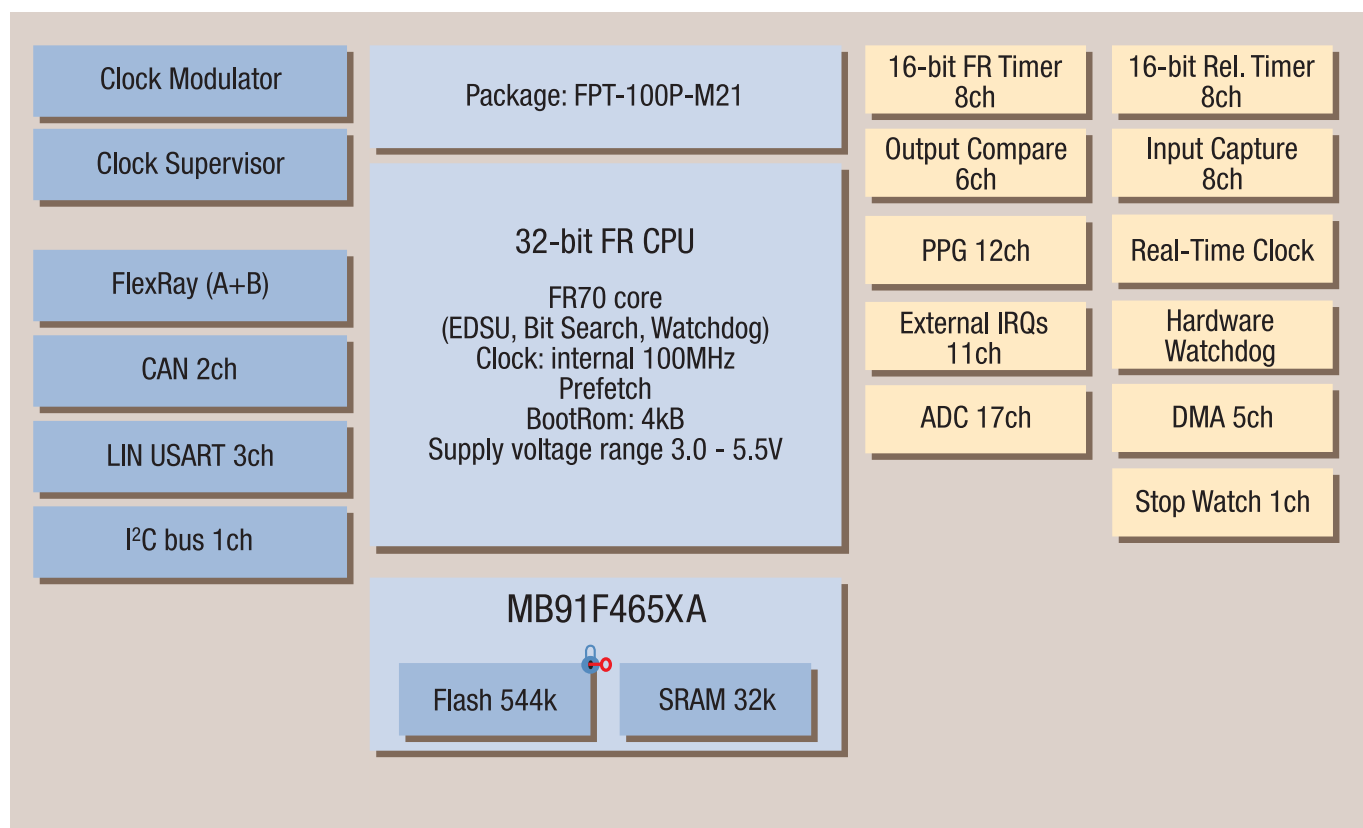 Clock Modulator
Clock Supervisor
FlexRay (A+B)
CAN 2ch
LIN USART 3ch
I²C bus 1ch
Package: FPT-100P-M21
32-bit FR CPU
FR70 core
(EDSU, Bit Search, Watchdog)
Clock: internal 100MHz
Prefetch
BootRom: 4kB
Supply voltage range 3.0 - 5.5V
MB91F465XA
Flash 544k
SRAM 32k
16-bit FR Timer
8ch
16-bit Rel. Timer
8ch
Output Compare
6ch
Input Capture
8ch
PPG 12ch
Real-Time Clock
External IRQs
11ch
Hardware
Watchdog
ADC 17ch
DMA 5ch
Stop Watch 1ch